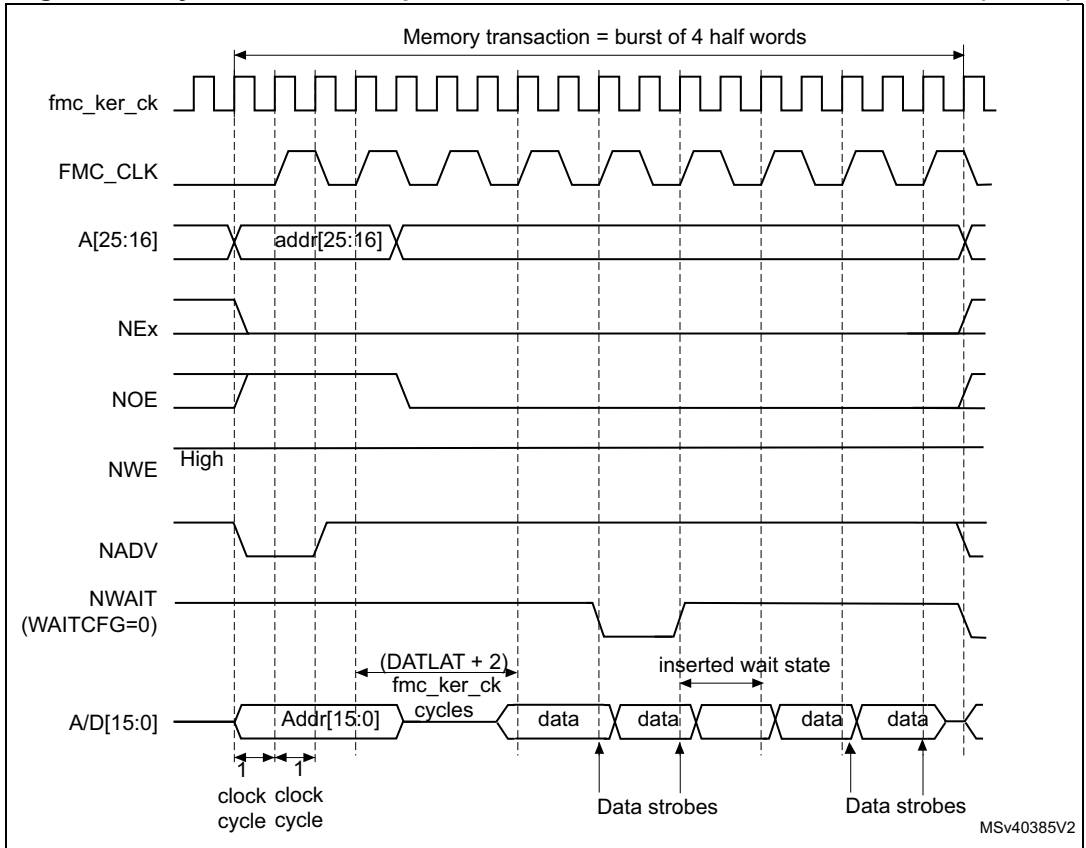 Memory transaction = burst of 4 half words
fmc_ker_ck
FMC_CLK
A[25:16]
addr[25:16]
NEx
NOE
High
NWE
NADV
NWAIT
(WAITCFG=0)
(DATLAT + 2)
inserted wait state
fmc_ker_ck
cycles
A/D[15:0]
Addr[15:0]
data
data
data
data
1
1
clock
clock
cycle
cycle
Data strobes
Data strobes
MSv40385V2